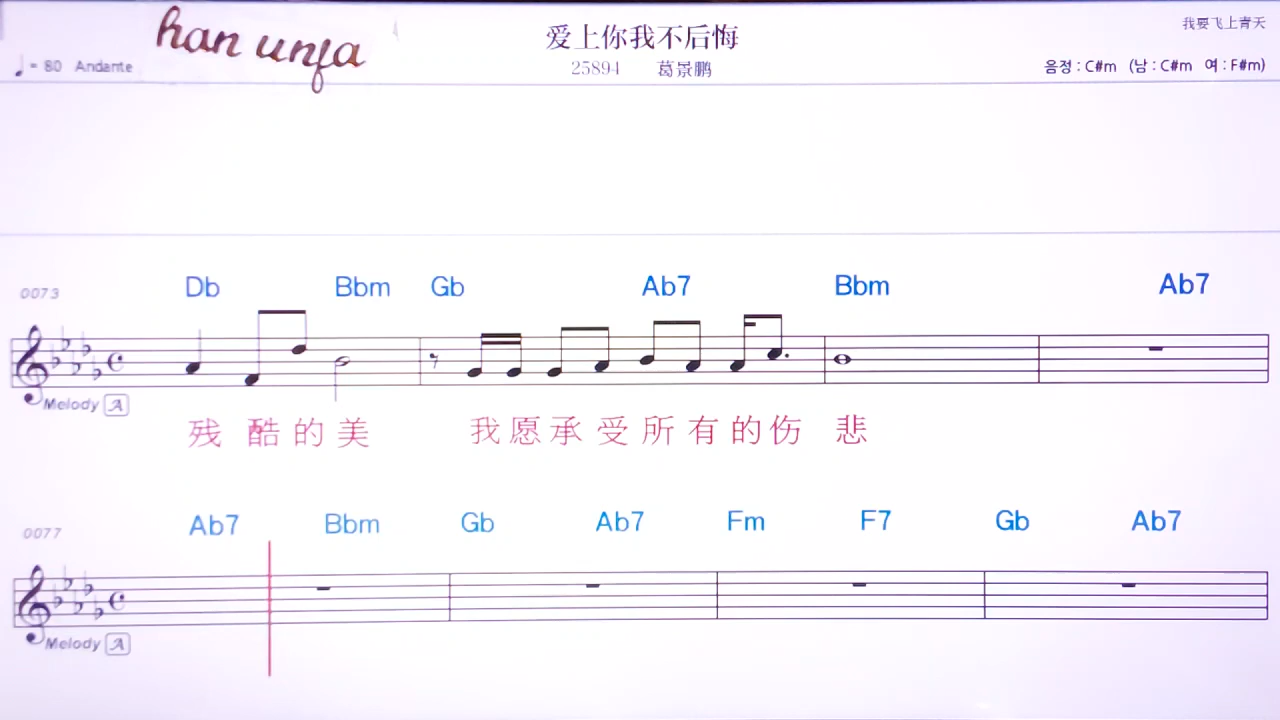 han unfa
爱上你我不后悔
我要飞上青天
♩= 80 Andante
25894 葛景鹏
음정 : C#m (남 : C#m 여 : F#m)
0073
Db Bbm Gb Ab7 Bbm Ab7
Melody A
残 酷 的 美 我 愿 承 受 所 有 的 伤 悲
0077
Ab7 Bbm Gb Ab7 Fm F7 Gb Ab7
Melody A